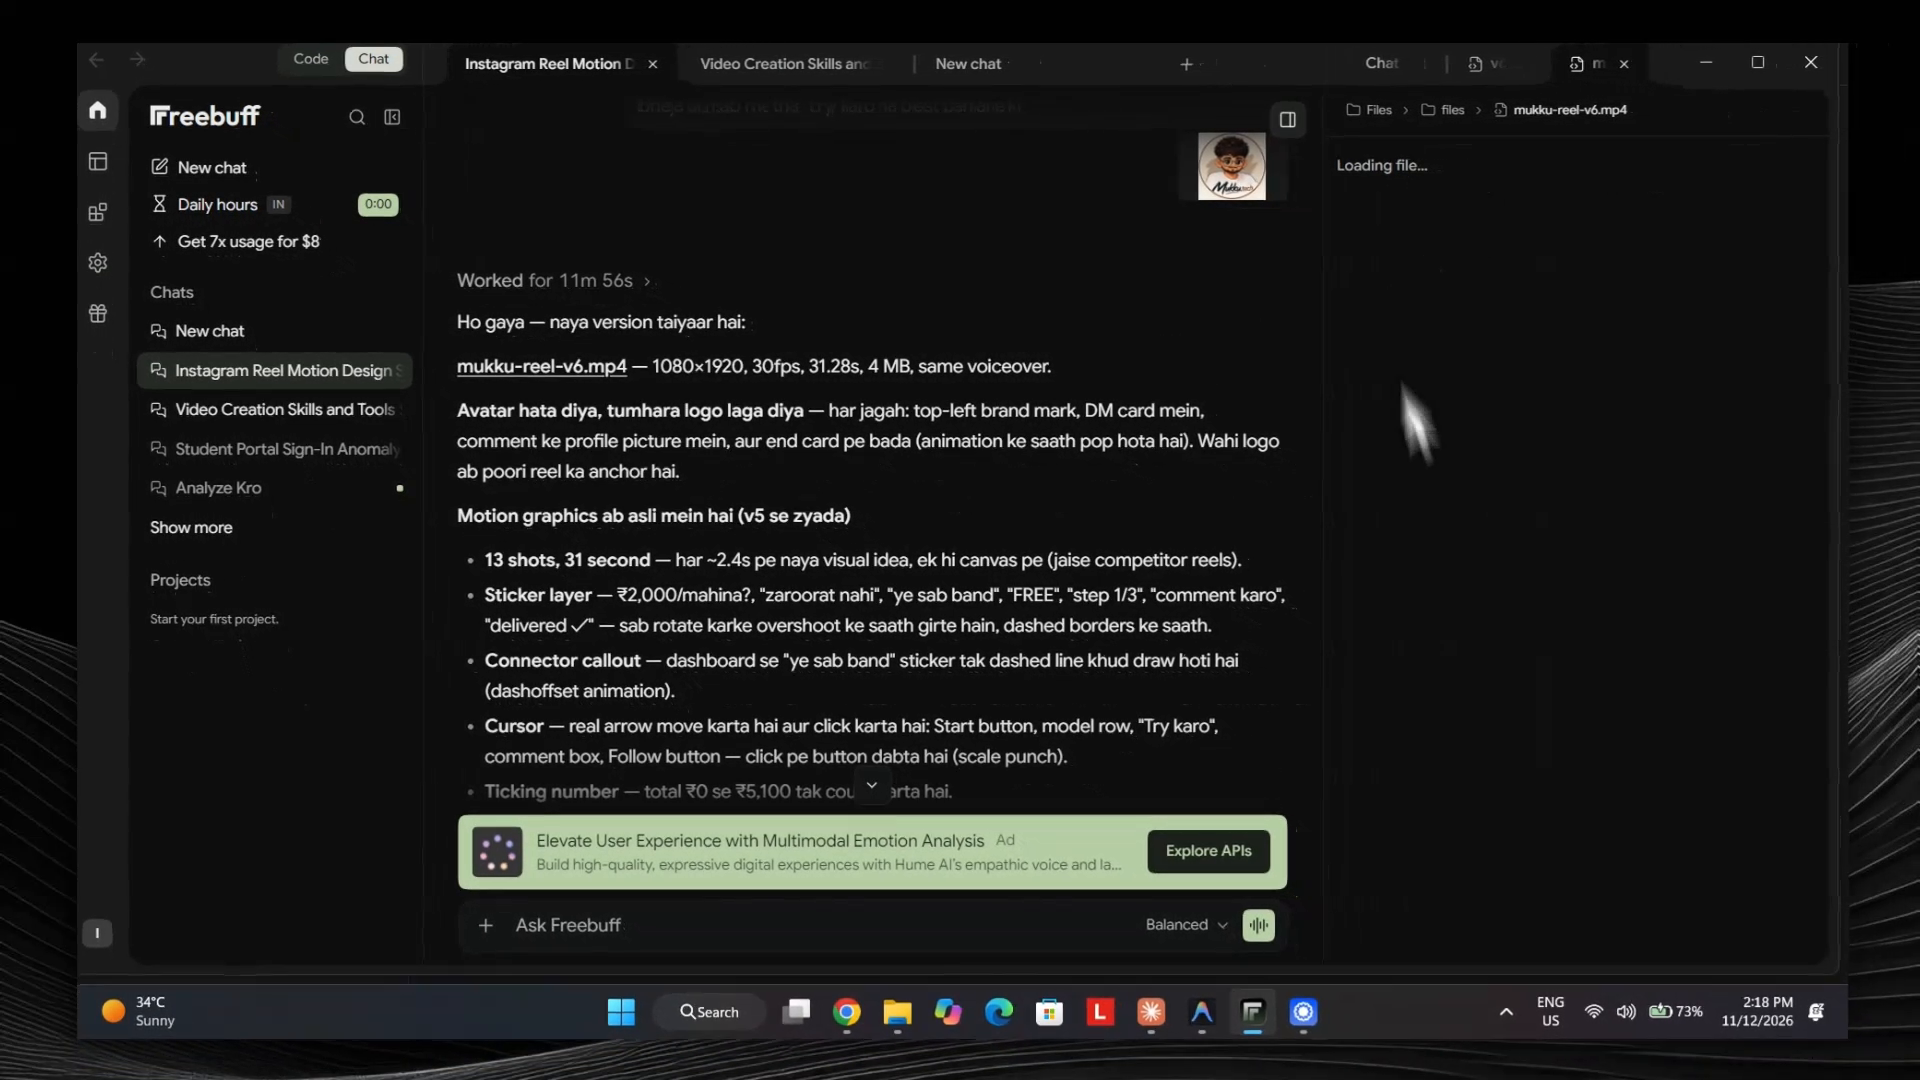 Code
Chat
Instagram Reel Motion D
Video Creation Skills and
New chat
Chat
Freebuff
New chat
Daily hours IN 0:00
Get 7x usage for $8
Chats
New chat
Instagram Reel Motion Design
Video Creation Skills and Tools
Student Portal Sign-In Anomaly
Analyze Kro
Show more
Projects
Start your first project.
Mukku tech
Worked for 11m 56s
Ho gaya — naya version taiyaar hai:
mukku-reel-v6.mp4 — 1080×1920, 30fps, 31.28s, 4 MB, same voiceover.
Avatar hata diya, tumhara logo laga diya — har jagah: top-left brand mark, DM card mein,
comment ke profile picture mein, aur end card pe bada (animation ke saath pop hota hai). Wahi logo
ab poori reel ka anchor hai.
Motion graphics ab asli mein hai (v5 se zyada)
• 13 shots, 31 second — har ~2.4s pe naya visual idea, ek hi canvas pe (jaise competitor reels).
• Sticker layer — ₹2,000/mahina?, "zaroorat nahi", "ye sab band", "FREE", "step 1/3", "comment karo",
"delivered ✓" — sab rotate karke overshoot ke saath girte hain, dashed borders ke saath.
• Connector callout — dashboard se "ye sab band" sticker tak dashed line khud draw hoti hai
(dashoffset animation).
• Cursor — real arrow move karta hai aur click karta hai: Start button, model row, "Try karo",
comment box, Follow button — click pe button dabta hai (scale punch).
• Ticking number — total ₹0 se ₹5,100 tak cou arta hai.
Elevate User Experience with Multimodal Emotion Analysis Ad
Build high-quality, expressive digital experiences with Hume AI's empathic voice and la...
Explore APIs
Ask Freebuff
Balanced
Files > files > mukku-reel-v6.mp4
Loading file...
I
34°C
Sunny
Search
L
ENG
US
73%
2:18 PM
11/12/2026